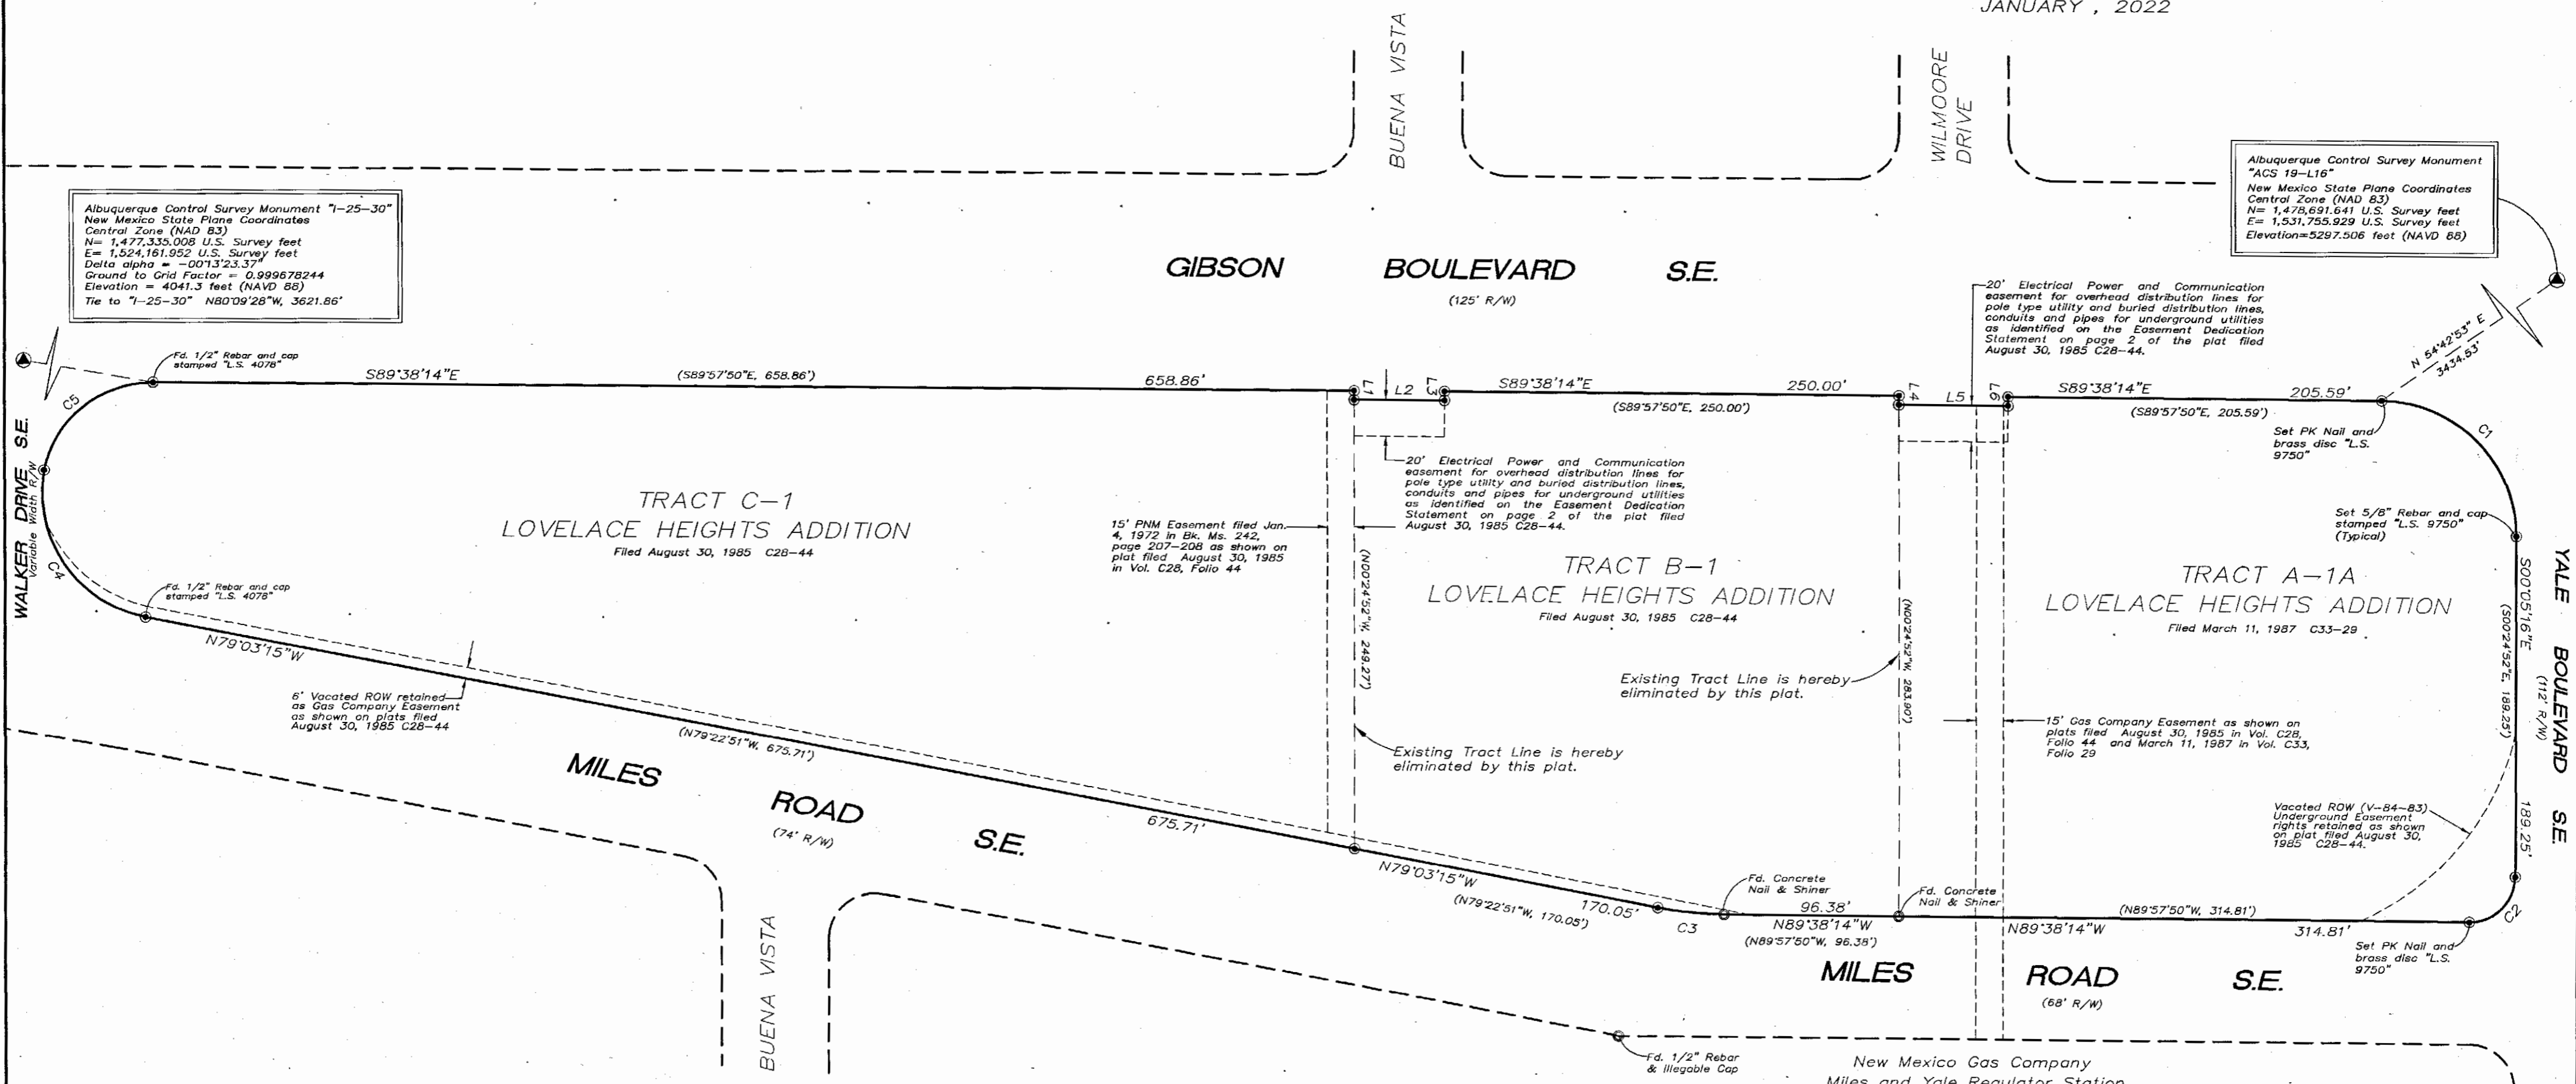 JANUARY , 2022
BUENA VISTA
WILMOORE
DRIVE
Albuquerque Control Survey Monument "I-25-30"
New Mexico State Plane Coordinates
Central Zone (NAD 83)
N= 1,477,335.008 U.S. Survey feet
E= 1,524,161.952 U.S. Survey feet
Delta alpha = -00°13'23.37"
Ground to Grid Factor = 0.999678244
Elevation = 4041.3 feet (NAVD 88)
Tie to "I-25-30" N80°09'28"W, 3621.86'
Albuquerque Control Survey Monument
"ACS 19-L16"
New Mexico State Plane Coordinates
Central Zone (NAD 83)
N= 1,478,691.641 U.S. Survey feet
E= 1,531,755.929 U.S. Survey feet
Elevation=5297.506 feet (NAVD 88)
GIBSON BOULEVARD S.E.
(125' R/W)
20' Electrical Power and Communication
easement for overhead distribution lines for
pole type utility and buried distribution lines,
conduits and pipes for underground utilities
as identified on the Easement Dedication
Statement on page 2 of the plat filed
August 30, 1985 C28-44.
N 54°42'53" E
3434.53'
Fd. 1/2" Rebar and cap
stamped "L.S. 4078"
S89°38'14"E
(S89°57'50"E, 658.86')
658.86'
L1
L2
L3
S89°38'14"E
250.00'
(S89°57'50"E, 250.00')
L4
L5
L6
S89°38'14"E
205.59'
(S89°57'50"E, 205.59')
Set PK Nail and
brass disc "L.S.
9750"
C1
C5
WALKER DRIVE S.E.
Variable Width R/W
C4
TRACT C-1
LOVELACE HEIGHTS ADDITION
Filed August 30, 1985 C28-44
20' Electrical Power and Communication
easement for overhead distribution lines for
pole type utility and buried distribution lines,
conduits and pipes for underground utilities
as identified on the Easement Dedication
Statement on page 2 of the plat filed
August 30, 1985 C28-44.
15' PNM Easement filed Jan.
4, 1972 in Bk. Ms. 242,
page 207-208 as shown on
plat filed August 30, 1985
in Vol. C28, Folio 44
(N00°24'52"W, 249.27')
TRACT B-1
LOVELACE HEIGHTS ADDITION
Filed August 30, 1985 C28-44
(N00°24'52"W, 283.90')
Set 5/8" Rebar and cap
stamped "L.S. 9750"
(Typical)
TRACT A-1A
LOVELACE HEIGHTS ADDITION
Filed March 11, 1987 C33-29
S00°05'16"E
(S00°24'52"E, 189.25')
189.25'
YALE BOULEVARD S.E.
(112' R/W)
Fd. 1/2" Rebar and cap
stamped "L.S. 4078"
N79°03'15"W
6' Vacated ROW retained
as Gas Company Easement
as shown on plats filed
August 30, 1985 C28-44
(N79°22'51"W, 675.71')
675.71'
Existing Tract Line is hereby
eliminated by this plat.
Existing Tract Line is hereby
eliminated by this plat.
15' Gas Company Easement as shown on
plats filed August 30, 1985 in Vol. C28,
Folio 44 and March 11, 1987 in Vol. C33,
Folio 29
Vacated ROW (V-84-83)
Underground Easement
rights retained as shown
on plat filed August 30,
1985 C28-44.
MILES ROAD S.E.
(74' R/W)
N79°03'15"W
(N79°22'51"W, 170.05')
170.05'
C3
Fd. Concrete
Nail & Shiner
96.38'
N89°38'14"W
(N89°57'50"W, 96.38')
Fd. Concrete
Nail & Shiner
(N89°57'50"W, 314.81')
N89°38'14"W
314.81'
C2
Set PK Nail and
brass disc "L.S.
9750"
BUENA VISTA
MILES ROAD S.E.
(68' R/W)
Fd. 1/2" Rebar
& Illegable Cap
New Mexico Gas Company
Miles and Yale Regulator Station